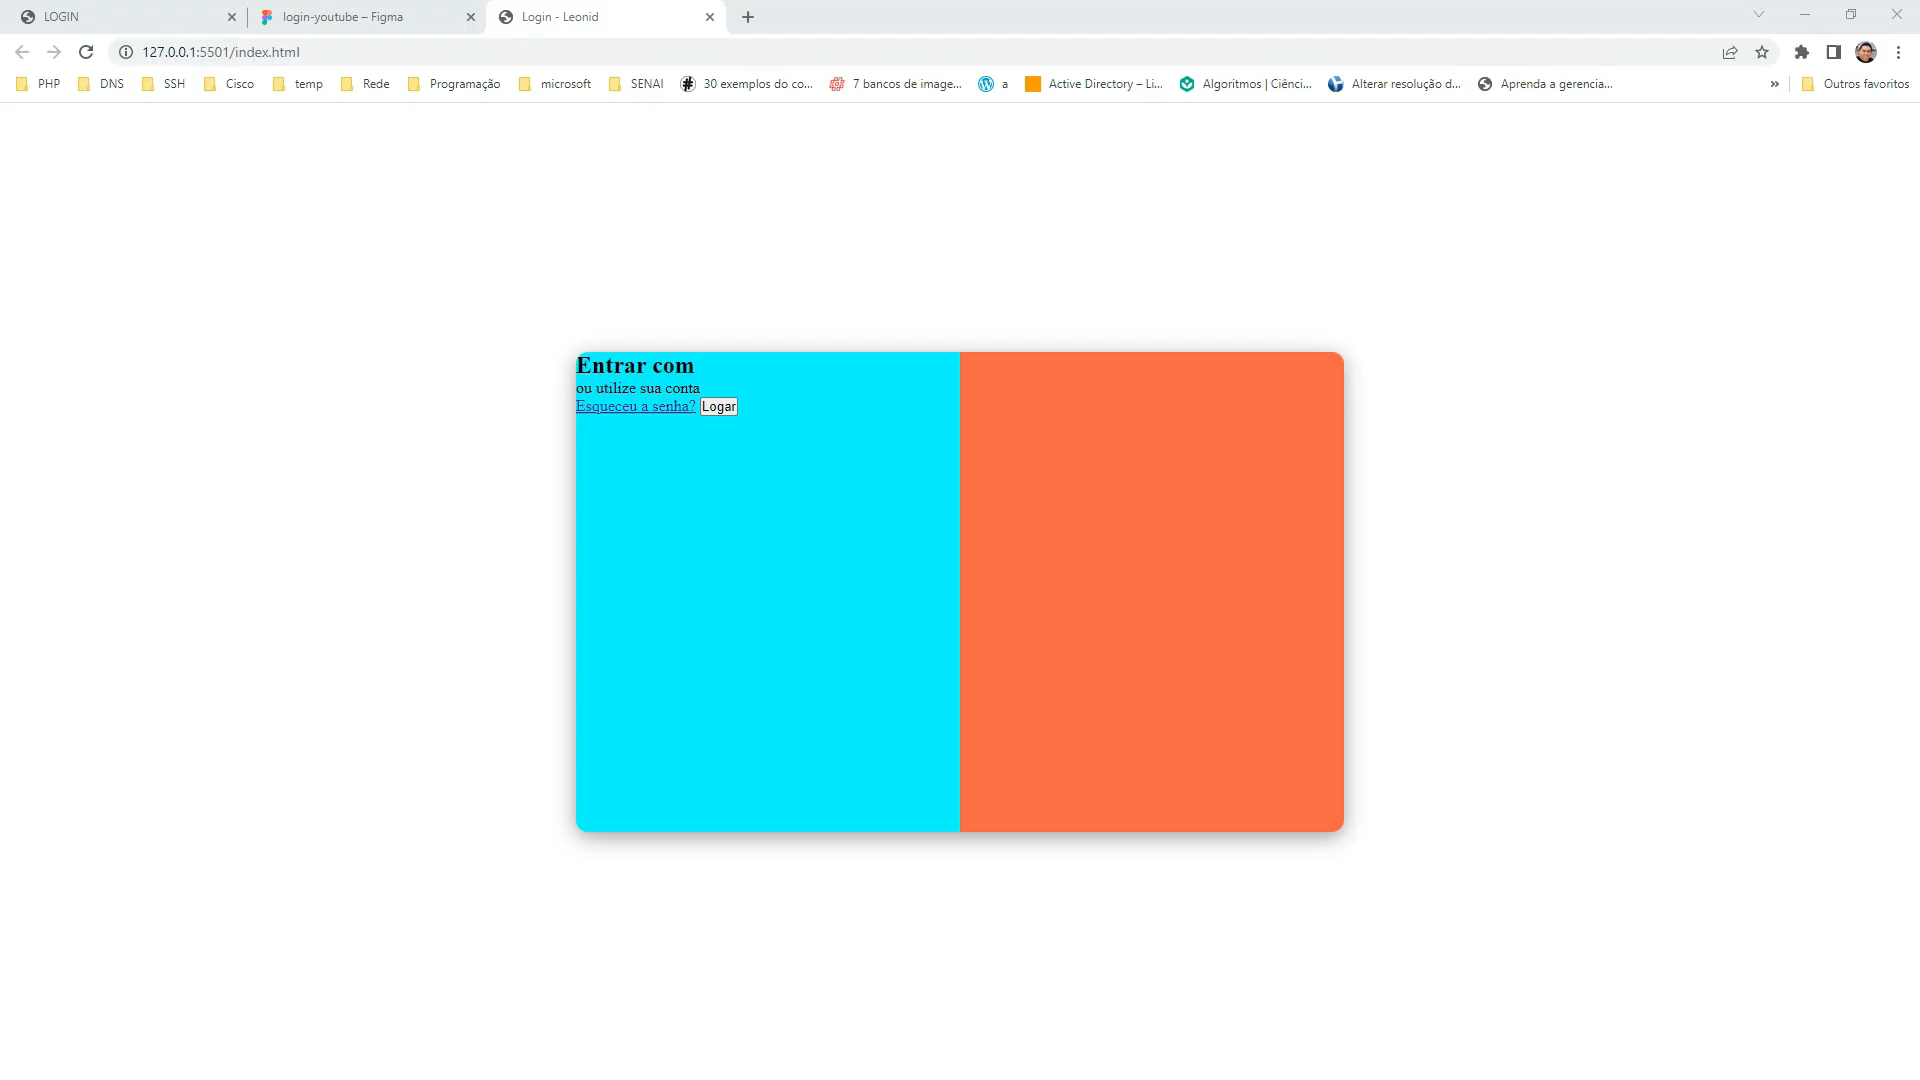 LOGIN
login-youtube – Figma
Login - Leonid
127.0.0.1:5501/index.html
PHP DNS SSH Cisco temp Rede Programação microsoft SENAI 30 exemplos do co... 7 bancos de image... a Active Directory – Li... Algoritmos | Ciênci... Alterar resolução d... Aprenda a gerencia... » Outros favoritos
Entrar com
ou utilize sua conta
Esqueceu a senha? Logar